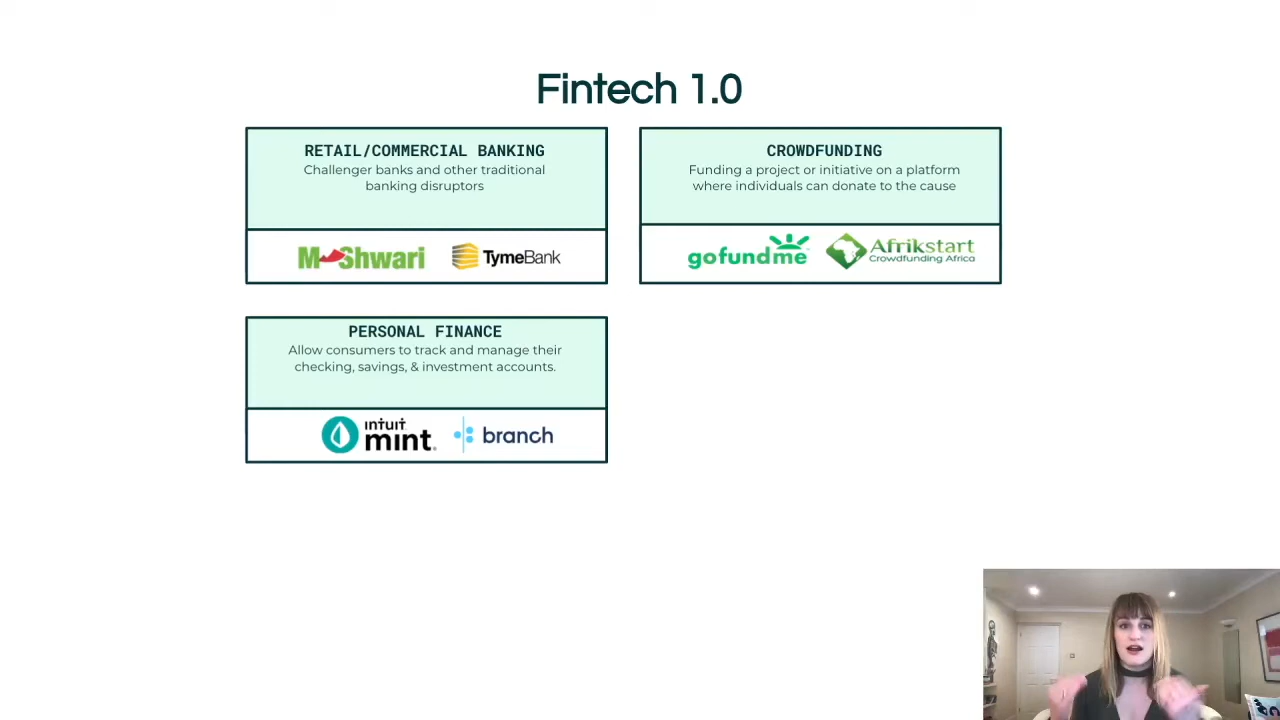 Fintech 1.0
RETAIL/COMMERCIAL BANKING
Challenger banks and other traditional
banking disruptors
M-Shwari
TymeBank
CROWDFUNDING
Funding a project or initiative on a platform
where individuals can donate to the cause
gofundme
Afrikstart
Crowdfunding Africa
PERSONAL FINANCE
Allow consumers to track and manage their
checking, savings, & investment accounts.
intuit
mint
branch